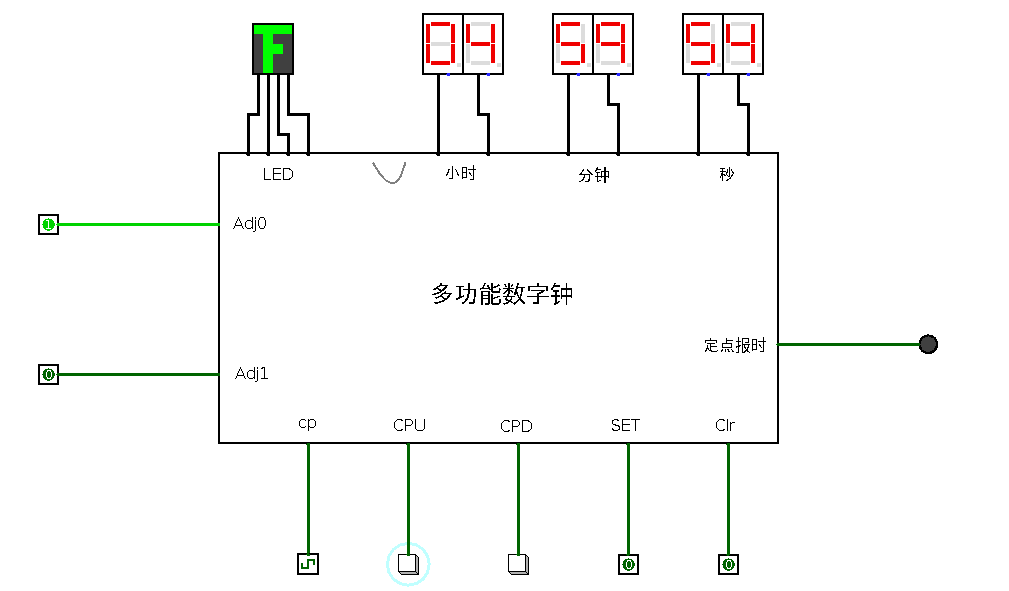 F
04 59 54
LED 小时 分钟 秒
1 Adj0
多功能数字钟
定点报时
0 Adj1
cp CPU CPD SET Clr
0 0